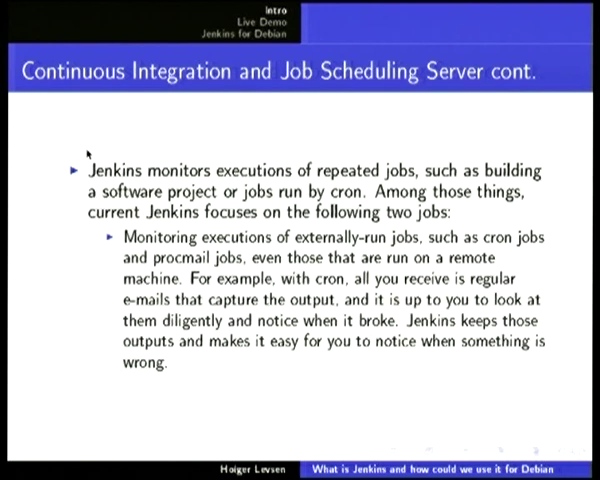 Intro
Live Demo
Jenkins for Debian
Continuous Integration and Job Scheduling Server cont.
Jenkins monitors executions of repeated jobs, such as building
a software project or jobs run by cron. Among those things,
current Jenkins focuses on the following two jobs:
Monitoring executions of externally-run jobs, such as cron jobs
and procmail jobs, even those that are run on a remote
machine. For example, with cron, all you receive is regular
e-mails that capture the output, and it is up to you to look at
them diligently and notice when it broke. Jenkins keeps those
outputs and makes it easy for you to notice when something is
wrong.
Holger Levsen
What is Jenkins and how could we use it for Debian